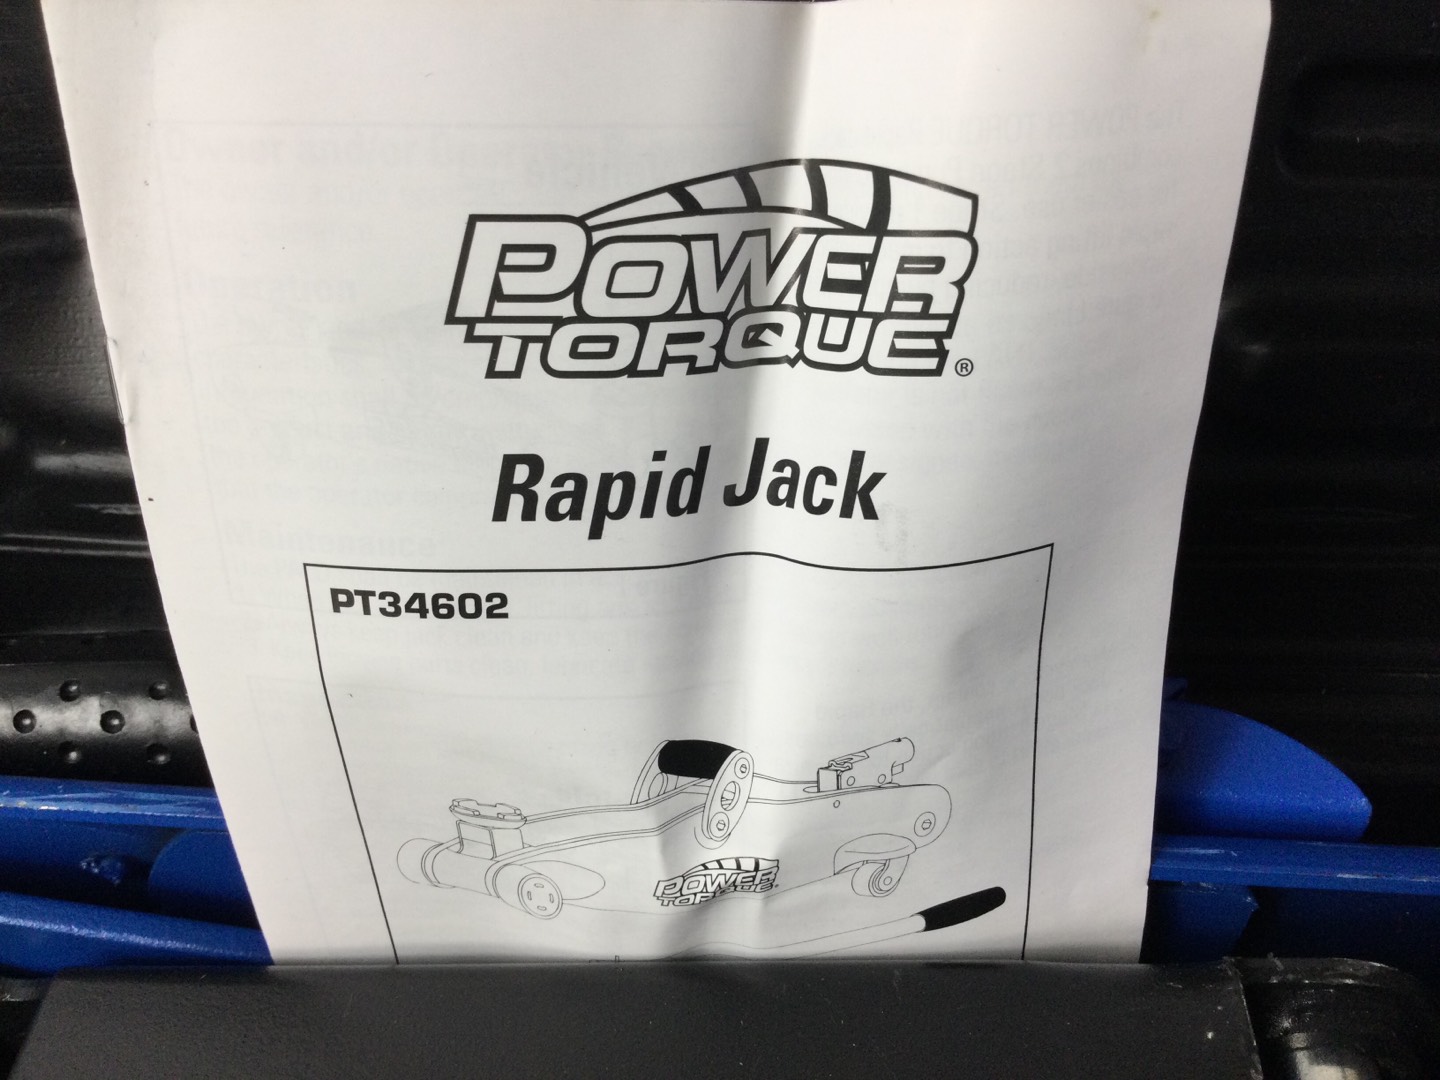 POWER
TORQUE®
Rapid Jack
PT34602
POWER
TORQUE